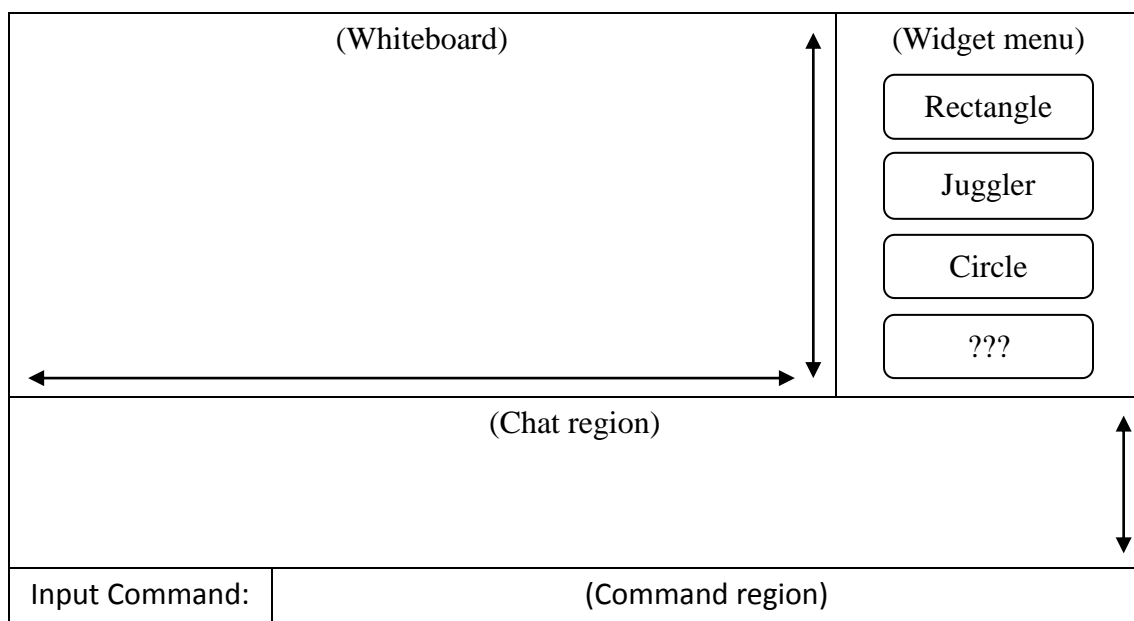 (Whiteboard)
(Widget menu)
Rectangle
Juggler
Circle
???
(Chat region)
Input Command:
(Command region)